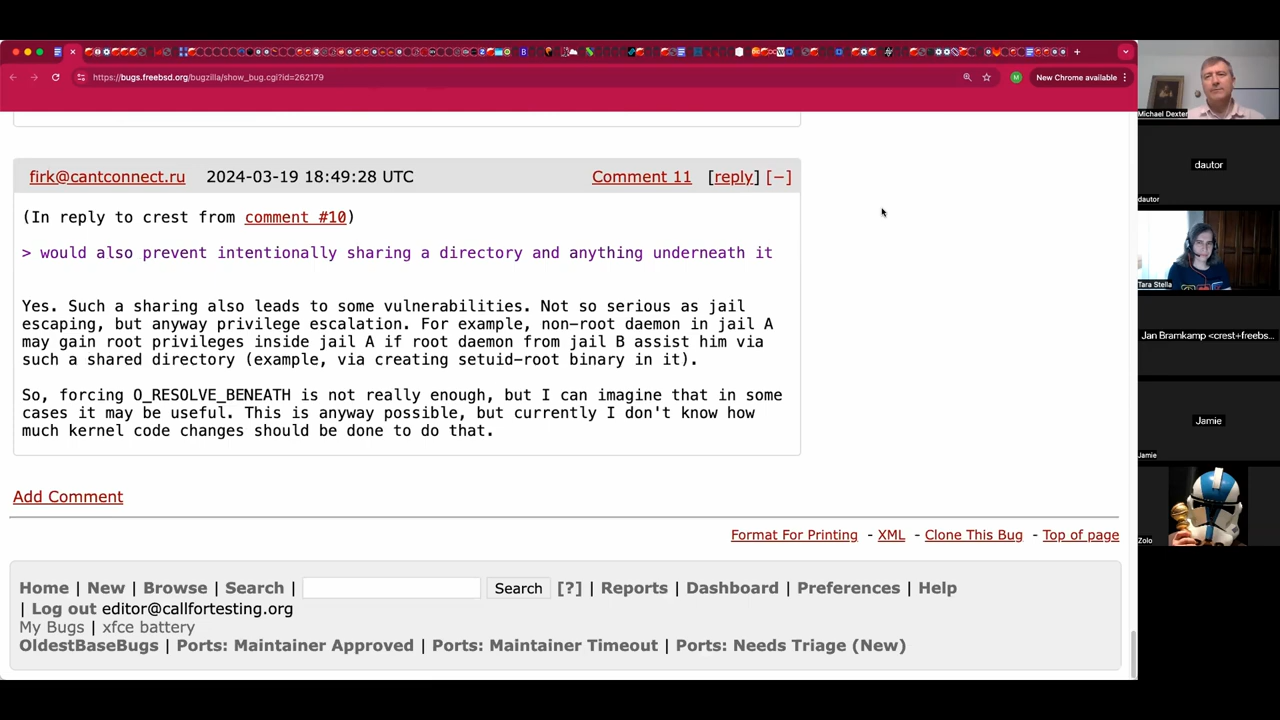 https://bugs.freebsd.org/bugzilla/show_bug.cgi?id=262179
M
New Chrome available
firk@cantconnect.ru 2024-03-19 18:49:28 UTC Comment 11 [reply] [−]
(In reply to crest from comment #10)
> would also prevent intentionally sharing a directory and anything underneath it
Yes. Such a sharing also leads to some vulnerabilities. Not so serious as jail
escaping, but anyway privilege escalation. For example, non-root daemon in jail A
may gain root privileges inside jail A if root daemon from jail B assist him via
such a shared directory (example, via creating setuid-root binary in it).
So, forcing O_RESOLVE_BENEATH is not really enough, but I can imagine that in some
cases it may be useful. This is anyway possible, but currently I don't know how
much kernel code changes should be done to do that.
Add Comment
Format For Printing - XML - Clone This Bug - Top of page
Home | New | Browse | Search | Search [?] | Reports | Dashboard | Preferences | Help
| Log out editor@callfortesting.org
My Bugs | xfce battery
OldestBaseBugs | Ports: Maintainer Approved | Ports: Maintainer Timeout | Ports: Needs Triage (New)
Michael Dexter
dautor
dautor
Tara Stella
Jan Bramkamp <crest+freebs...
Jamie
Jamie
Zolo